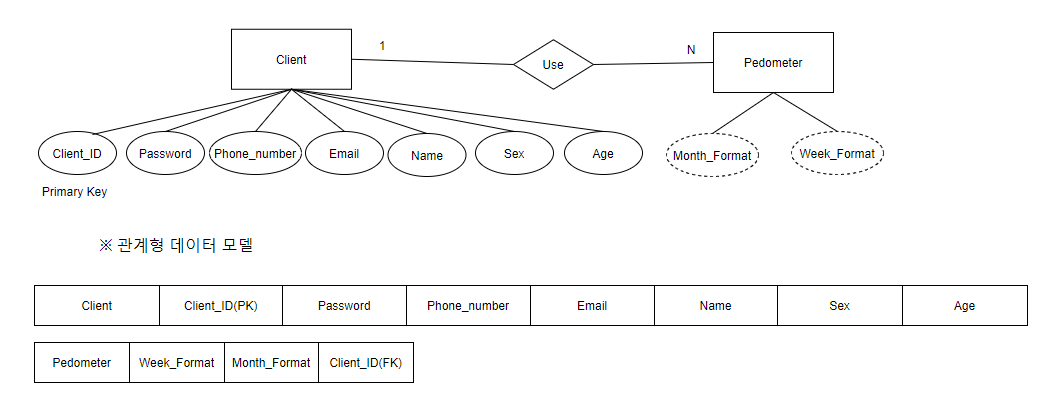 Client
1
Use
N
Pedometer
Client_ID
Password
Phone_number
Email
Name
Sex
Age
Month_Format
Week_Format
Primary Key
※ 관계형 데이터 모델
Client Client_ID(PK) Password Phone_number Email Name Sex Age
Pedometer Week_Format Month_Format Client_ID(FK)